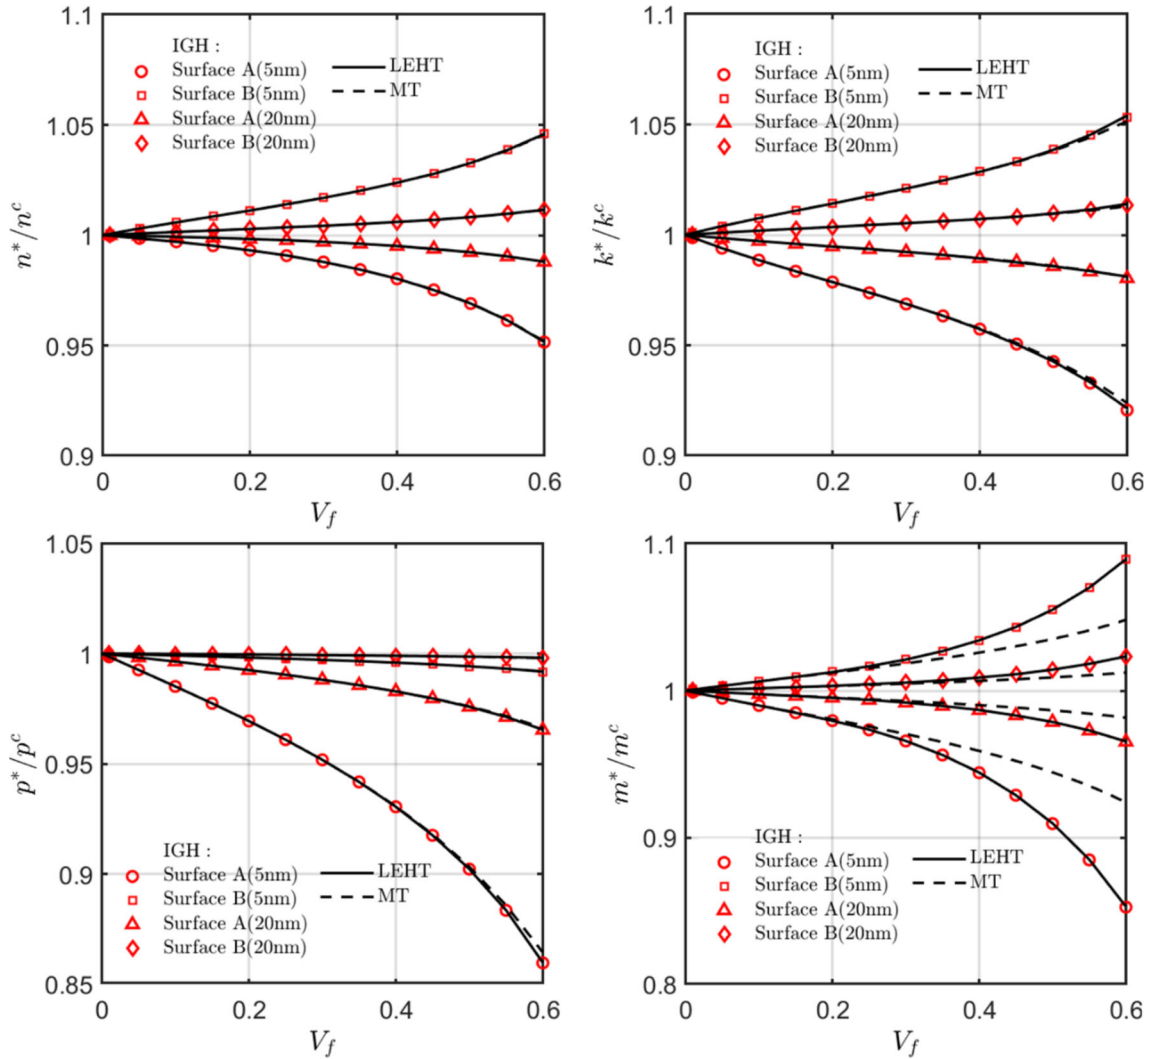 1.1
1.05
1
0.95
0.9
n*/n^c
0 0.2 0.4 0.6
V_f
IGH :
Surface A(5nm)
Surface B(5nm)
Surface A(20nm)
Surface B(20nm)
LEHT
MT
1.1
1.05
1
0.95
0.9
k*/k^c
0 0.2 0.4 0.6
V_f
IGH :
Surface A(5nm)
Surface B(5nm)
Surface A(20nm)
Surface B(20nm)
LEHT
MT
1.05
1
0.95
0.9
0.85
p*/p^c
0 0.2 0.4 0.6
V_f
IGH :
Surface A(5nm)
Surface B(5nm)
Surface A(20nm)
Surface B(20nm)
LEHT
MT
1.1
1
0.9
0.8
m*/m^c
0 0.2 0.4 0.6
V_f
IGH :
Surface A(5nm)
Surface B(5nm)
Surface A(20nm)
Surface B(20nm)
LEHT
MT